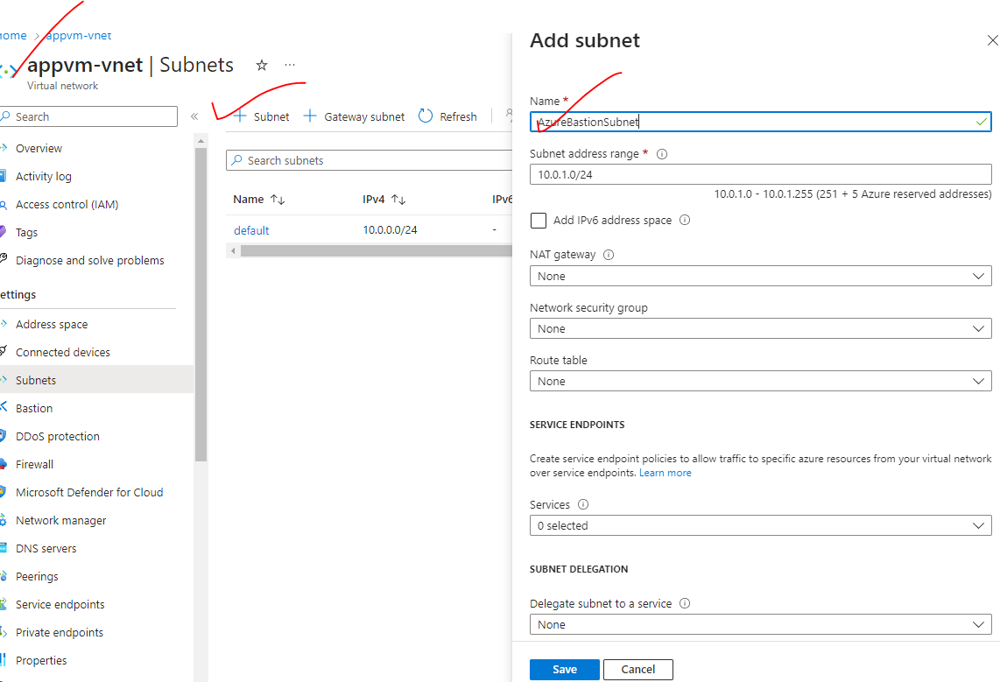 ome > appvm-vnet
appvm-vnet | Subnets ☆ ...
Virtual network
Search «
Overview
Activity log
Access control (IAM)
Tags
Diagnose and solve problems
ettings
Address space
Connected devices
Subnets
Bastion
DDoS protection
Firewall
Microsoft Defender for Cloud
Network manager
DNS servers
Peerings
Service endpoints
Private endpoints
Properties
+ Subnet + Gateway subnet Refresh
Search subnets
Name ↑↓ IPv4 ↑↓ IPv6
default 10.0.0.0/24 -
Add subnet
Name *
AzureBastionSubnet
Subnet address range *
10.0.1.0/24
10.0.1.0 - 10.0.1.255 (251 + 5 Azure reserved addresses)
Add IPv6 address space
NAT gateway
None
Network security group
None
Route table
None
SERVICE ENDPOINTS
Create service endpoint policies to allow traffic to specific azure resources from your virtual network
over service endpoints. Learn more
Services
0 selected
SUBNET DELEGATION
Delegate subnet to a service
None
Save Cancel